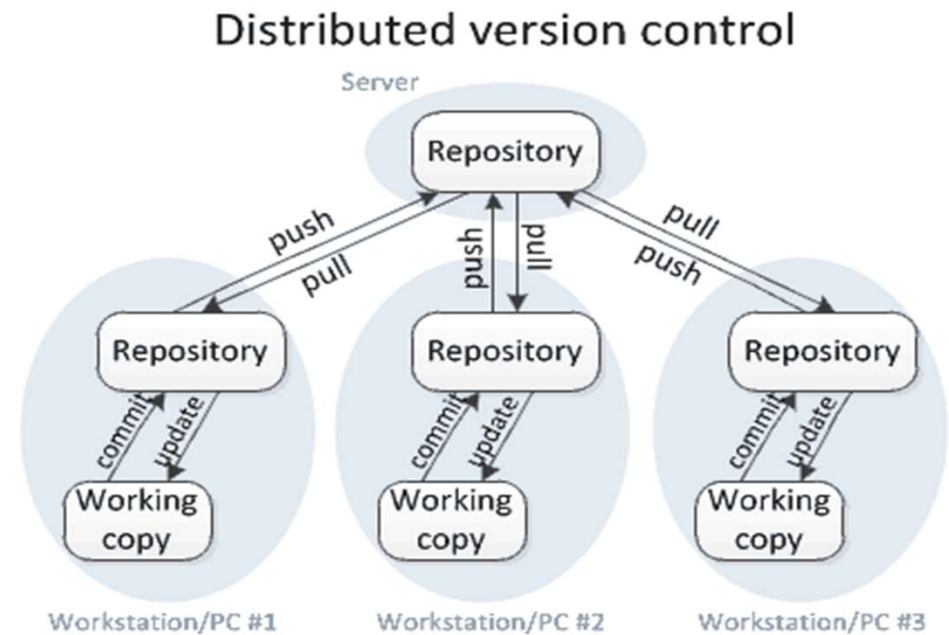 Distributed version control
Server
Repository
push
pull
push
pull
pull
push
Repository
Repository
Repository
commit
update
commit
update
commit
update
Working
copy
Working
copy
Working
copy
Workstation/PC #1
Workstation/PC #2
Workstation/PC #3